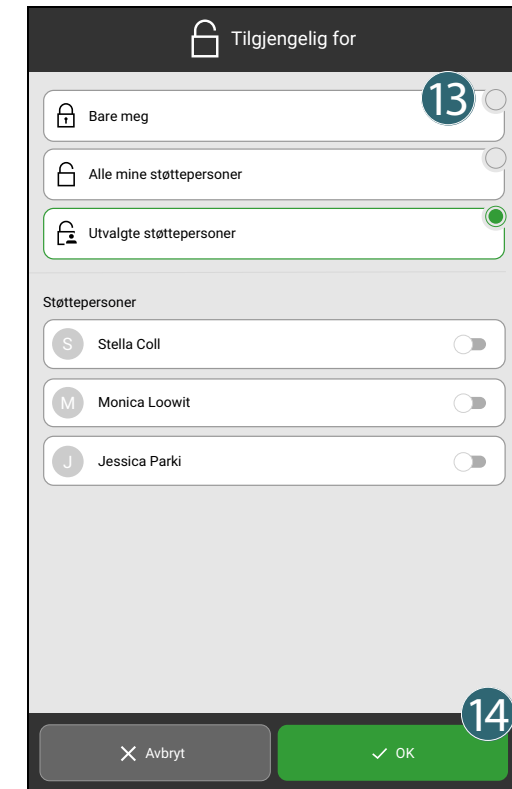 Tilgjengelig for
13
Bare meg
Alle mine støttepersoner
Utvalgte støttepersoner
Støttepersoner
S Stella Coll
M Monica Loowit
J Jessica Parki
14
Avbryt
OK